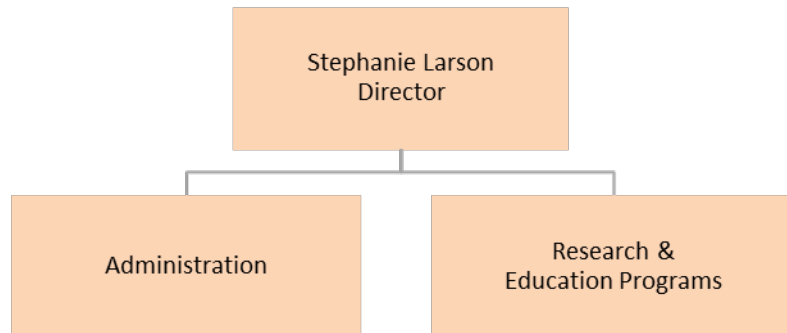 Stephanie Larson
Director
Administration
Research &
Education Programs